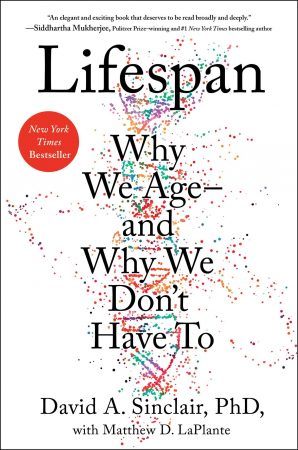 "An elegant and exciting book that deserves to be read broadly and deeply."
—Siddhartha Mukherjee, Pulitzer Prize–winning and #1 New York Times bestselling author
Lifespan
New York
Times
Bestseller
Why
We Age—
and
Why We
Don't
Have To
David A. Sinclair, PhD,
with Matthew D. LaPlante